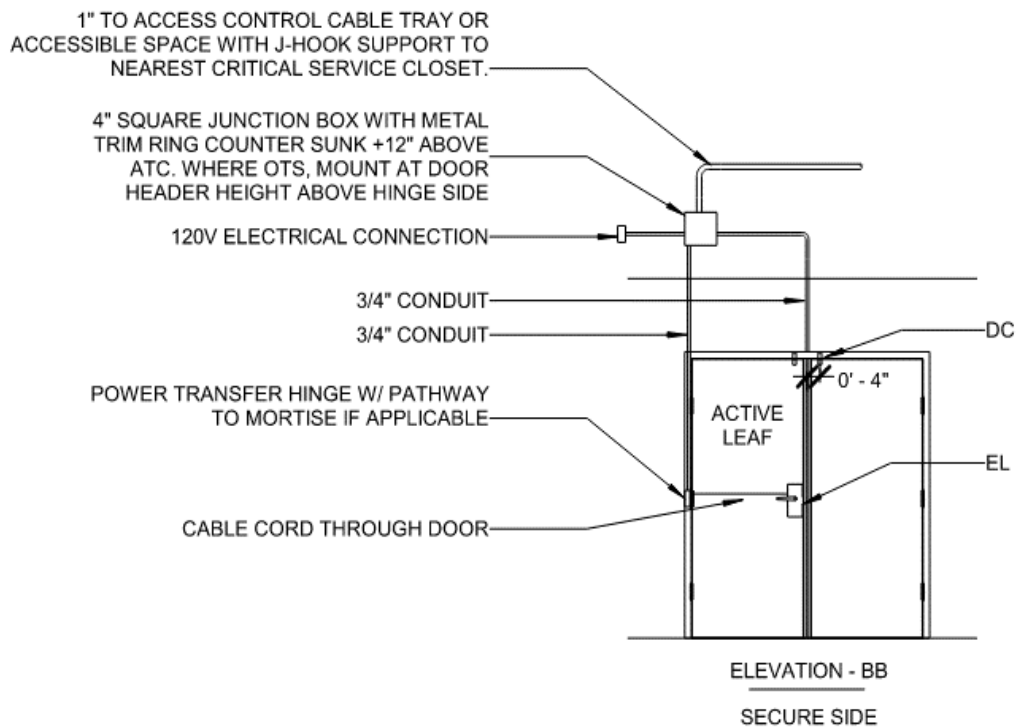 1" TO ACCESS CONTROL CABLE TRAY OR
ACCESSIBLE SPACE WITH J-HOOK SUPPORT TO
NEAREST CRITICAL SERVICE CLOSET.
4" SQUARE JUNCTION BOX WITH METAL
TRIM RING COUNTER SUNK +12" ABOVE
ATC. WHERE OTS, MOUNT AT DOOR
HEADER HEIGHT ABOVE HINGE SIDE
120V ELECTRICAL CONNECTION
3/4" CONDUIT
3/4" CONDUIT
DC
0' - 4"
POWER TRANSFER HINGE W/ PATHWAY
TO MORTISE IF APPLICABLE
ACTIVE
LEAF
EL
CABLE CORD THROUGH DOOR
ELEVATION - BB
SECURE SIDE